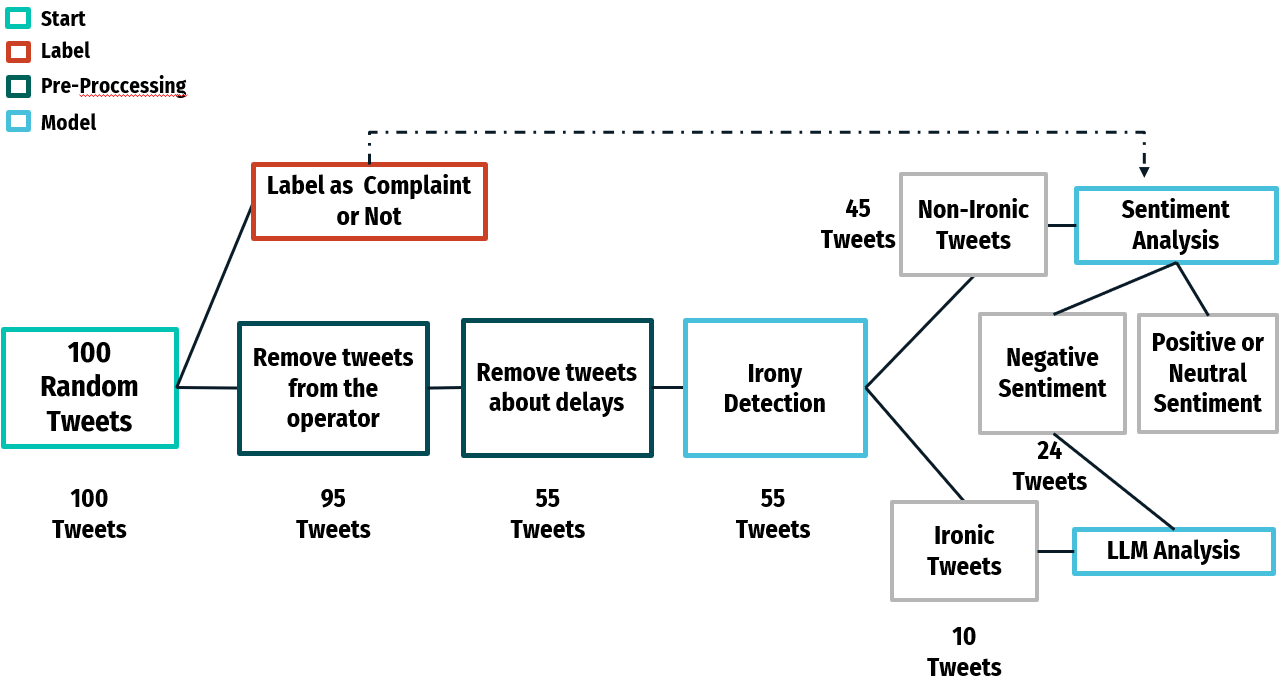 Start
Label
Pre-Proccessing
Model
Label as Complaint
or Not
45
Tweets
Non-Ironic
Tweets
Sentiment
Analysis
100
Random
Tweets
Remove tweets
from the
operator
Remove tweets
about delays
Irony
Detection
Negative
Sentiment
Positive or
Neutral
Sentiment
24
Tweets
100
Tweets
95
Tweets
55
Tweets
55
Tweets
Ironic
Tweets
LLM Analysis
10
Tweets